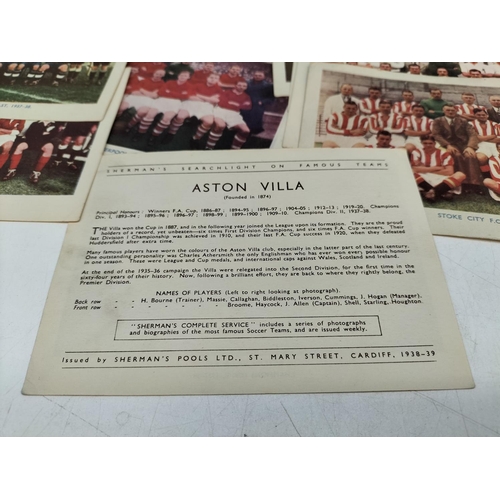 ST. 1937-38
SHERMAN'S SEARCHLIGHT ON FAMOUS TEAMS
ASTON VILLA
(Founded in 1874)
Principal Honours: Winners F.A. Cup, 1886-87; 1894-95; 1896-97; 1904-05; 1912-13; 1919-20. Champions
Div. I., 1893-94; 1895-96; 1896-97; 1898-99; 1899-1900; 1909-10. Champions Div. II, 1937-38.
THE Villa won the Cup in 1887, and in the following year joined the League upon its formation. They are the proud
holders of a record, yet unbeaten—six times First Division Champions, and six times F.A. Cup winners. Their
last Division I Championship was achieved in 1910, and their last F.A. Cup success in 1920, when they defeated
Huddersfield after extra time.
Many famous players have worn the colours of the Aston Villa club, especially in the latter part of the last century.
One outstanding personality was Charles Athersmith the only Englishman who has ever won every possible honour
in one season. These were League and Cup medals, and international caps against Wales, Scotland and Ireland.
At the end of the 1935-36 campaign the Villa were relegated into the Second Division, for the first time in the
club's history. Now, they are back where they rightly belong, the
Premier Division.
NAMES OF PLAYERS (Left to right looking at photograph).
Back row - - H. Bourne (Trainer), Massie, Callaghan, Biddleston, Iverson, Cummings, J. Hogan (Manager).
Front row - - Broome, Haycock, J. Allen (Captain), Shell, Starling, Houghton.
"SHERMAN'S COMPLETE SERVICE" includes a series of photographs
and biographies of the most famous Soccer Teams, and are issued weekly.
Issued by SHERMAN'S POOLS LTD., ST. MARY STREET, CARDIFF, 1938-39
STOKE CITY F.C.